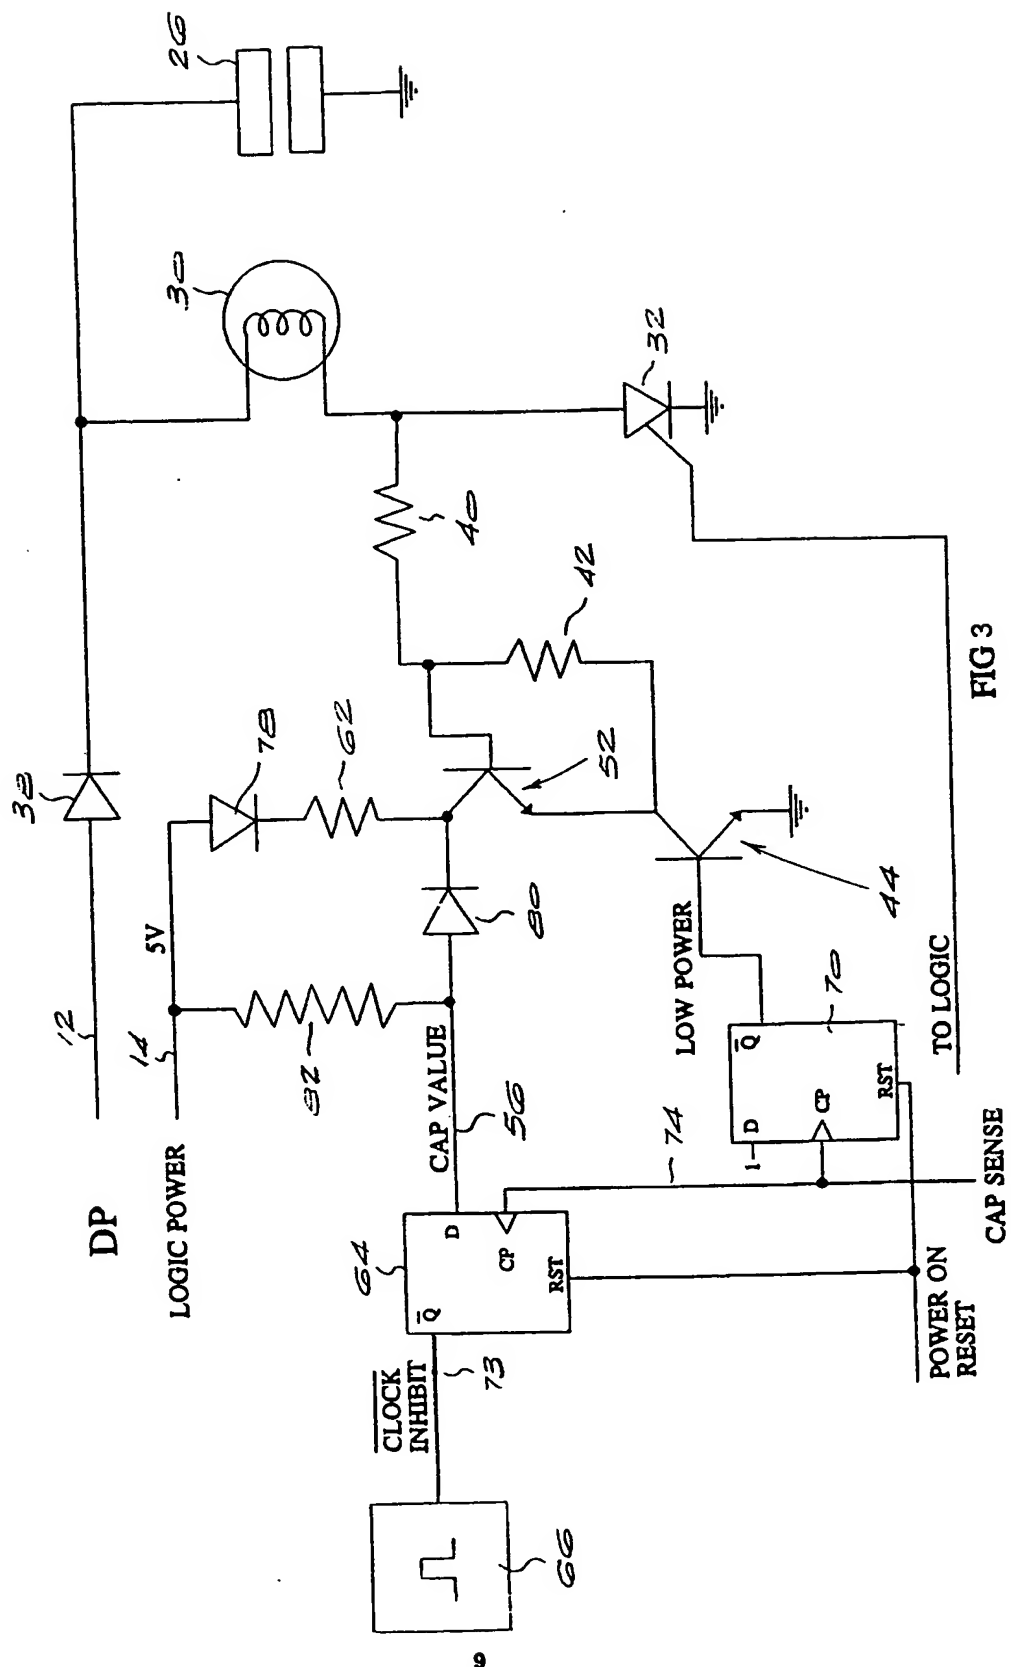 DP
12
38
26
LOGIC POWER
14
5V
30
78
62
82
CLOCK
INHIBIT
73
64
Q
D
CP
RST
CAP VALUE
56
80
40
52
42
32
66
74
LOW POWER
44
1
D
Q
CP
RST
70
POWER ON
RESET
CAP SENSE
TO LOGIC
FIG 3
9